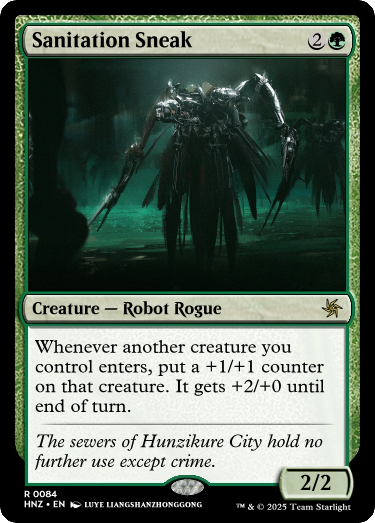 Sanitation Sneak 2
Creature — Robot Rogue
Whenever another creature you
control enters, put a +1/+1 counter
on that creature. It gets +2/+0 until
end of turn.
The sewers of Hunzikure City hold no
further use except crime.
2/2
R 0084
HNZ • EN LUYE LIANGSHANZHONGGONG
™ & © 2025 Team Starlight